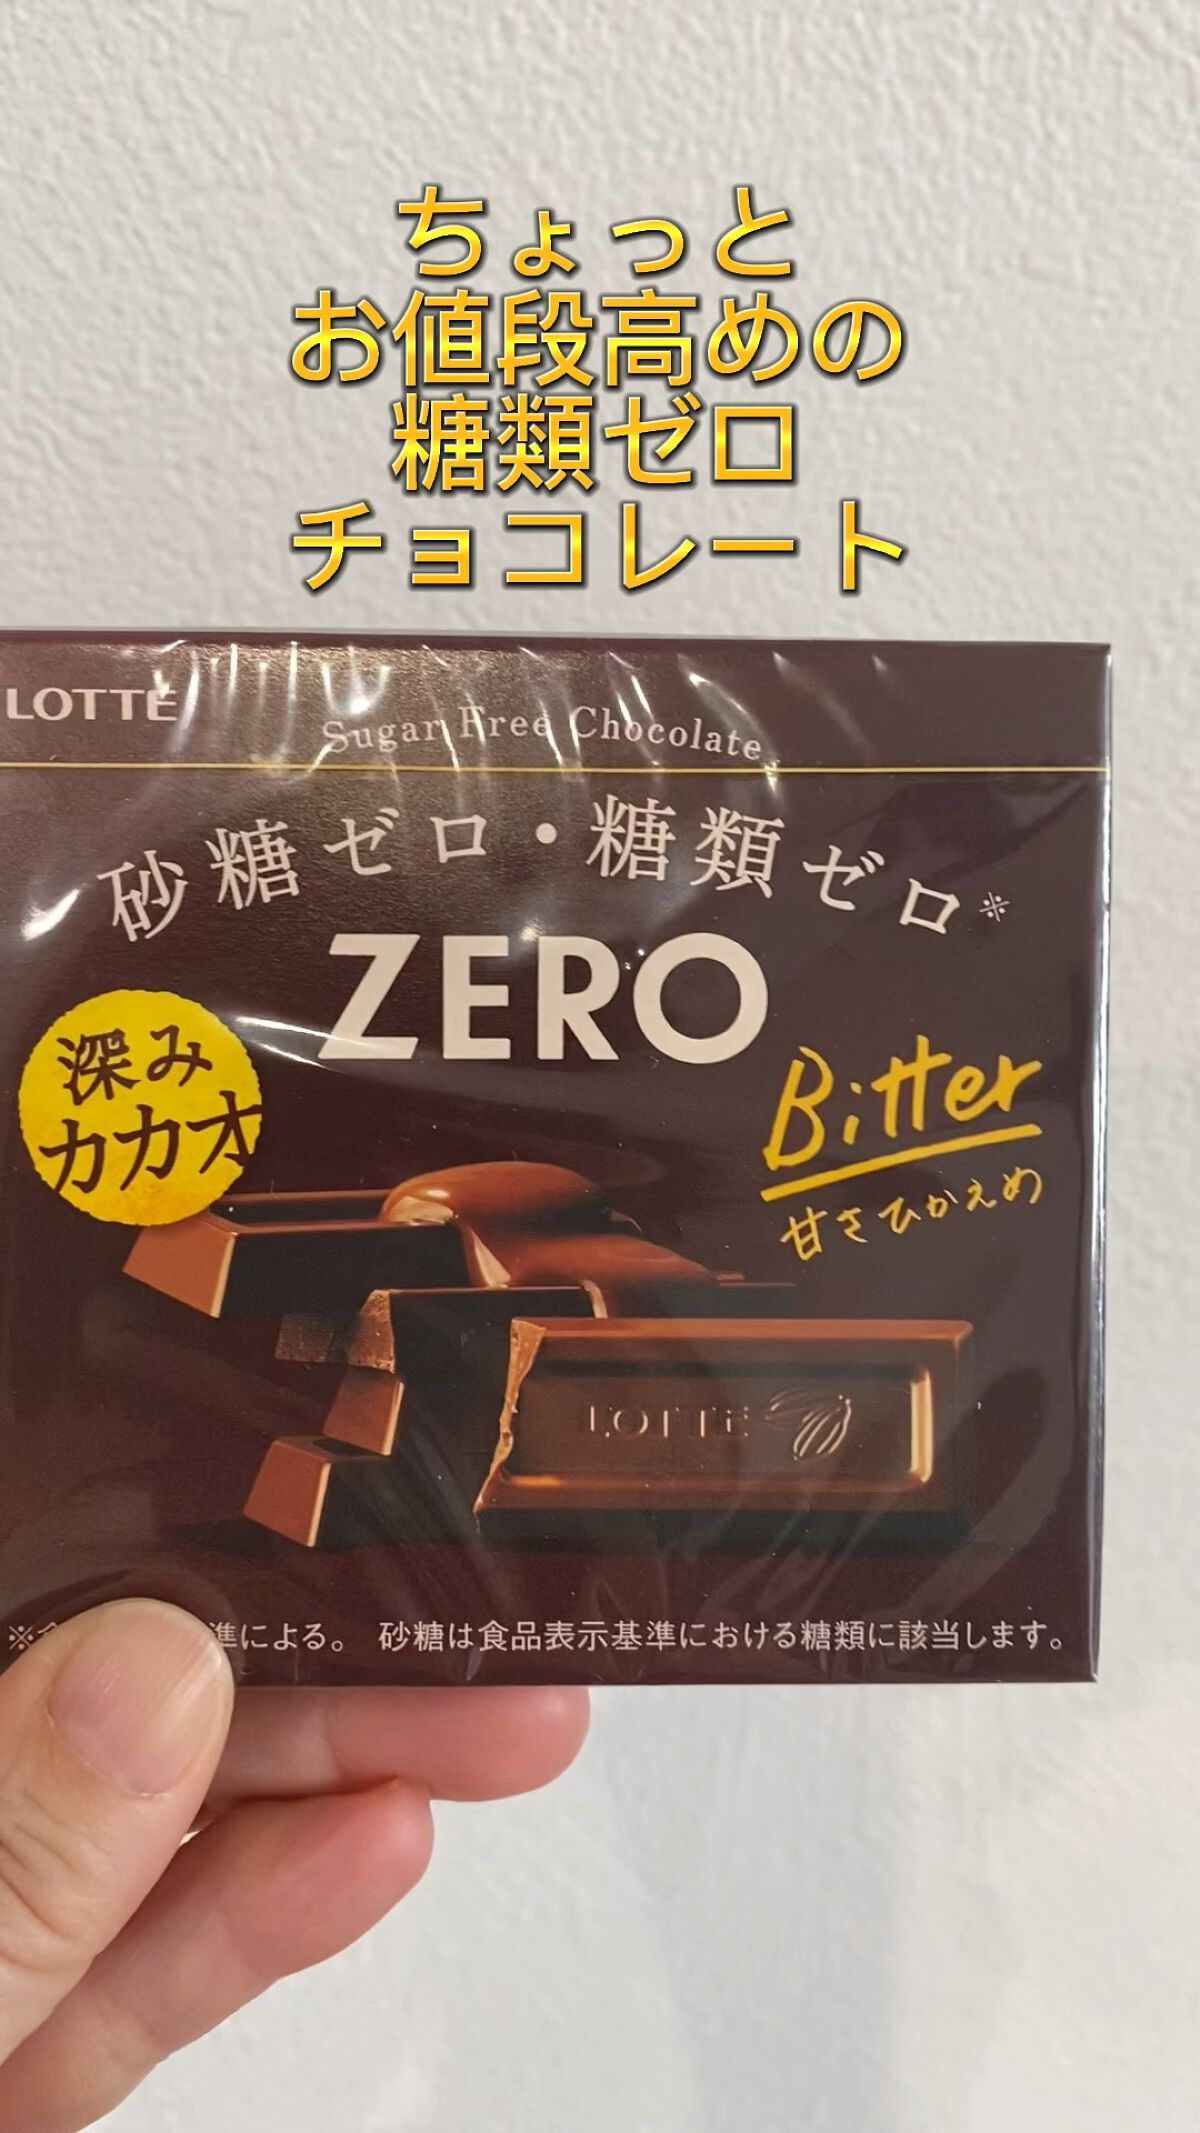 ちょっと
お値段高めの
糖類ゼロ
チョコレート
LOTTE
Sugar Free Chocolate
砂糖ゼロ・糖類ゼロ※
ZERO
深み
カカオ
Bitter
甘さひかえめ
LOTTE
※ 準による。 砂糖は食品表示基準における糖類に該当します。